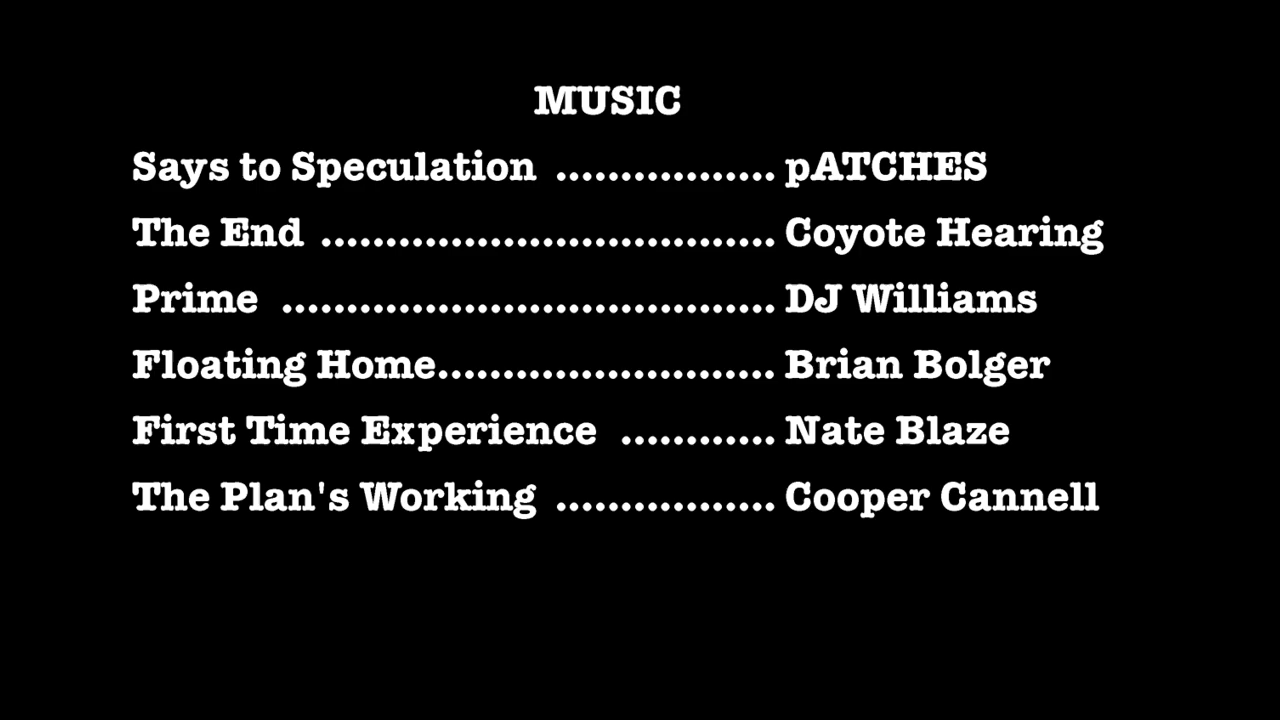 MUSIC
Says to Speculation ................. pATCHES
The End ................................... Coyote Hearing
Prime ...................................... DJ Williams
Floating Home.......................... Brian Bolger
First Time Experience ............ Nate Blaze
The Plan's Working ................. Cooper Cannell